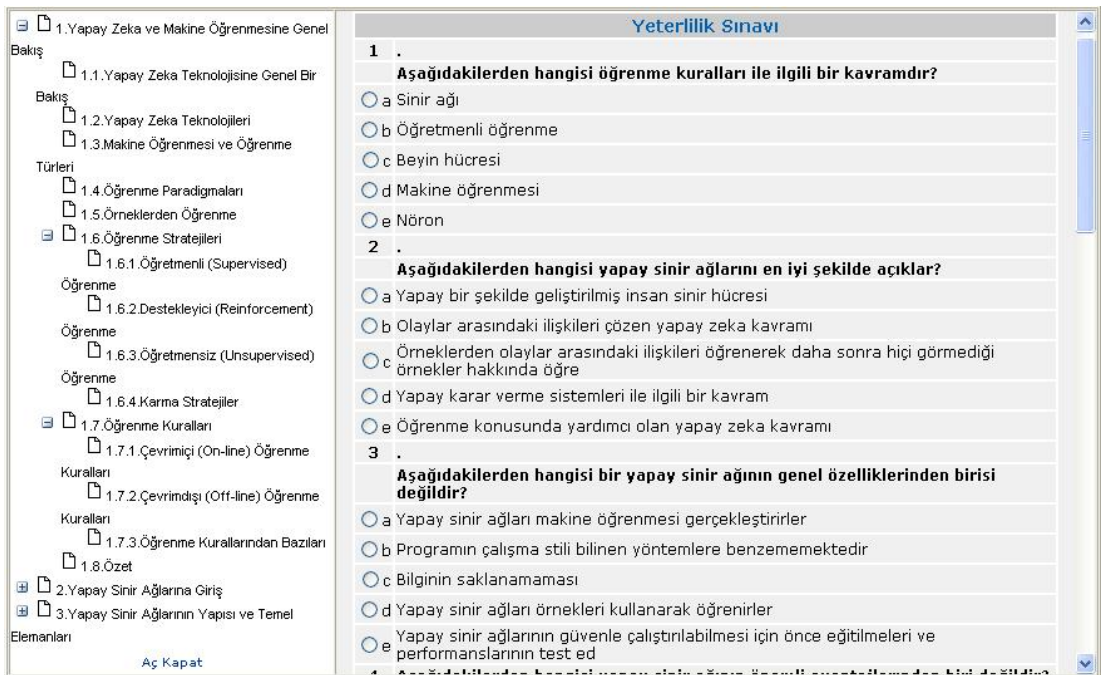 1.Yapay Zeka ve Makine Öğrenmesine Genel
Bakış
1.1.Yapay Zeka Teknolojisine Genel Bir
Bakış
1.2.Yapay Zeka Teknolojileri
1.3.Makine Öğrenmesi ve Öğrenme
Türleri
1.4.Öğrenme Paradigmaları
1.5.Örneklerden Öğrenme
1.6.Öğrenme Stratejileri
1.6.1.Öğretmenli (Supervised)
Öğrenme
1.6.2.Destekleyici (Reinforcement)
Öğrenme
1.6.3.Öğretmensiz (Unsupervised)
Öğrenme
1.6.4.Karma Stratejiler
1.7.Öğrenme Kuralları
1.7.1.Çevrimiçi (On-line) Öğrenme
Kuralları
1.7.2.Çevrimdışı (Off-line) Öğrenme
Kuralları
1.7.3.Öğrenme Kurallarından Bazıları
1.8.Özet
2.Yapay Sinir Ağlarına Giriş
3.Yapay Sinir Ağlarının Yapısı ve Temel
Elemanları
Aç Kapat
Yeterlilik Sınavı
1 .
Aşağıdakilerden hangisi öğrenme kuralları ile ilgili bir kavramdır?
a Sinir ağı
b Öğretmenli öğrenme
c Beyin hücresi
d Makine öğrenmesi
e Nöron
2 .
Aşağıdakilerden hangisi yapay sinir ağlarını en iyi şekilde açıklar?
a Yapay bir şekilde geliştirilmiş insan sinir hücresi
b Olaylar arasındaki ilişkileri çözen yapay zeka kavramı
c Örneklerden olaylar arasındaki ilişkileri öğrenerek daha sonra hiçi görmediği
örnekler hakkında öğre
d Yapay karar verme sistemleri ile ilgili bir kavram
e Öğrenme konusunda yardımcı olan yapay zeka kavramı
3 .
Aşağıdakilerden hangisi bir yapay sinir ağının genel özelliklerinden birisi
değildir?
a Yapay sinir ağları makine öğrenmesi gerçekleştirirler
b Programın çalışma stili bilinen yöntemlere benzememektedir
c Bilginin saklanamaması
d Yapay sinir ağları örnekleri kullanarak öğrenirler
e Yapay sinir ağlarının güvenle çalıştırılabilmesi için önce eğitilmeleri ve
performanslarının test ed
4 Aşağıdakilerden hangisi yapay sinir ağının önemli avantajlarından biri değildir?